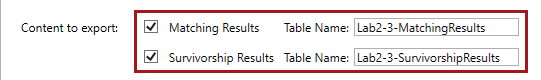 Content to export: Matching Results Table Name: Lab2-3-MatchingResults
Survivorship Results Table Name: Lab2-3-SurvivorshipResults